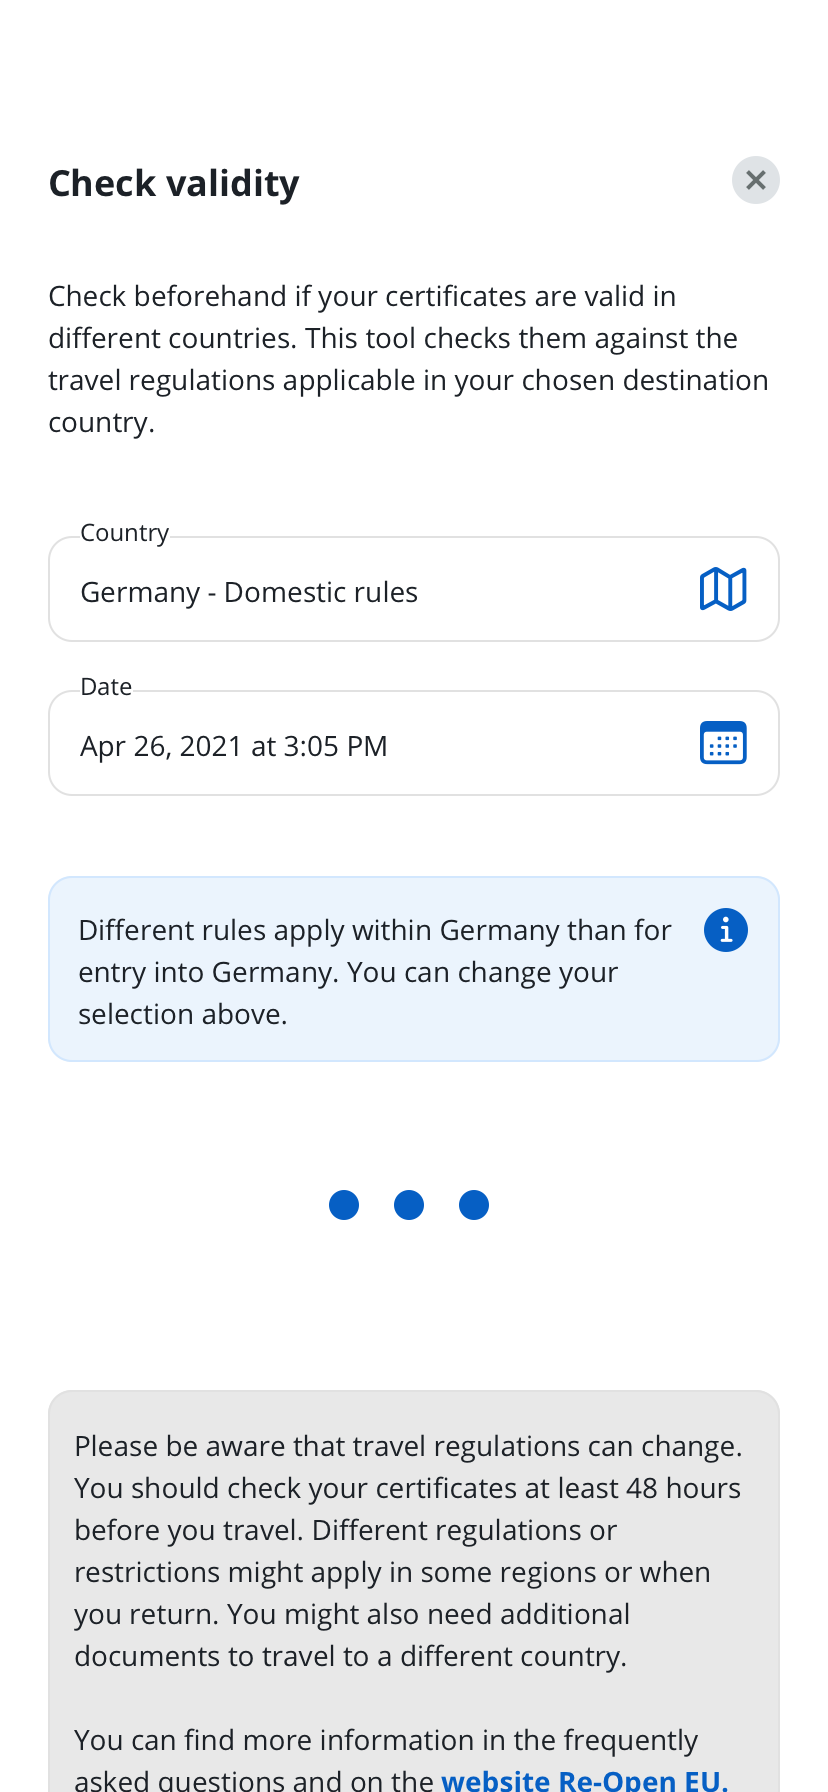 Check validity
Check beforehand if your certificates are valid in
different countries. This tool checks them against the
travel regulations applicable in your chosen destination
country.
Country
Germany - Domestic rules
Date
Apr 26, 2021 at 3:05 PM
Different rules apply within Germany than for
entry into Germany. You can change your
selection above.
Please be aware that travel regulations can change.
You should check your certificates at least 48 hours
before you travel. Different regulations or
restrictions might apply in some regions or when
you return. You might also need additional
documents to travel to a different country.
You can find more information in the frequently
asked questions and on the website Re-Open EU.